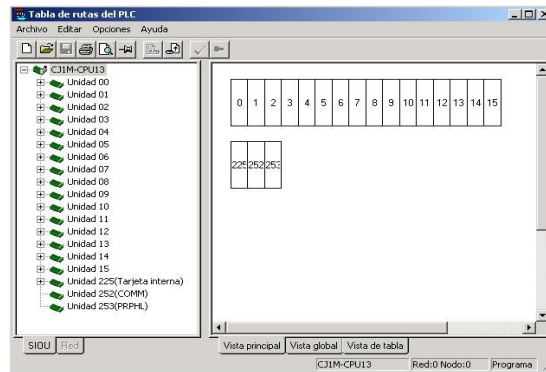 Tabla de rutas del PLC
Archivo Editar Opciones Ayuda
CJ1M-CPU13
Unidad 00
Unidad 01
Unidad 02
Unidad 03
Unidad 04
Unidad 05
Unidad 06
Unidad 07
Unidad 08
Unidad 09
Unidad 10
Unidad 11
Unidad 12
Unidad 13
Unidad 14
Unidad 15
Unidad 225(Tarjeta interna)
Unidad 252(COMM)
Unidad 253(PRPHL)
SIOU Red
0 1 2 3 4 5 6 7 8 9 10 11 12 13 14 15
225 252 253
Vista principal Vista global Vista de tabla
CJ1M-CPU13 Red:0 Nodo:0 Programa